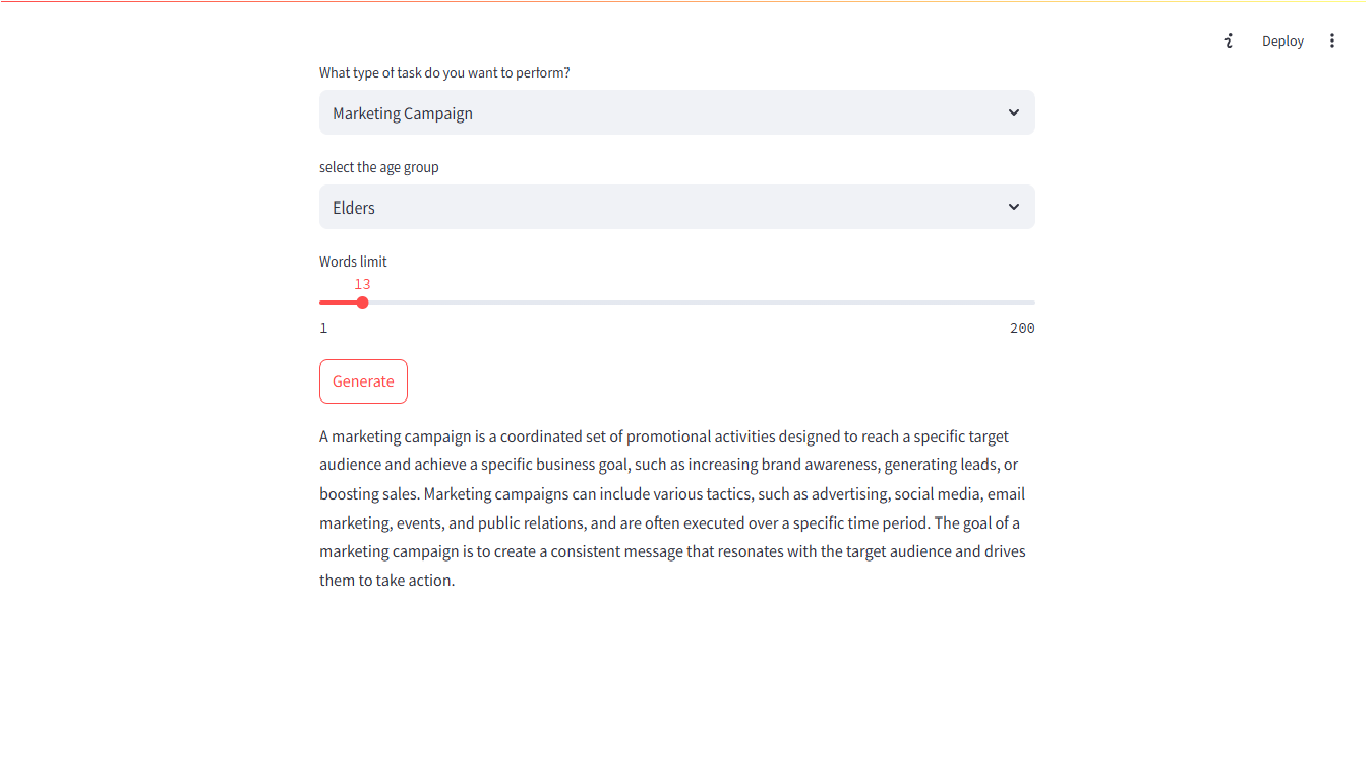 Deploy
What type of task do you want to perform?
Marketing Campaign
select the age group
Elders
Words limit
13
1
200
Generate
A marketing campaign is a coordinated set of promotional activities designed to reach a specific target
audience and achieve a specific business goal, such as increasing brand awareness, generating leads, or
boosting sales. Marketing campaigns can include various tactics, such as advertising, social media, email
marketing, events, and public relations, and are often executed over a specific time period. The goal of a
marketing campaign is to create a consistent message that resonates with the target audience and drives
them to take action.